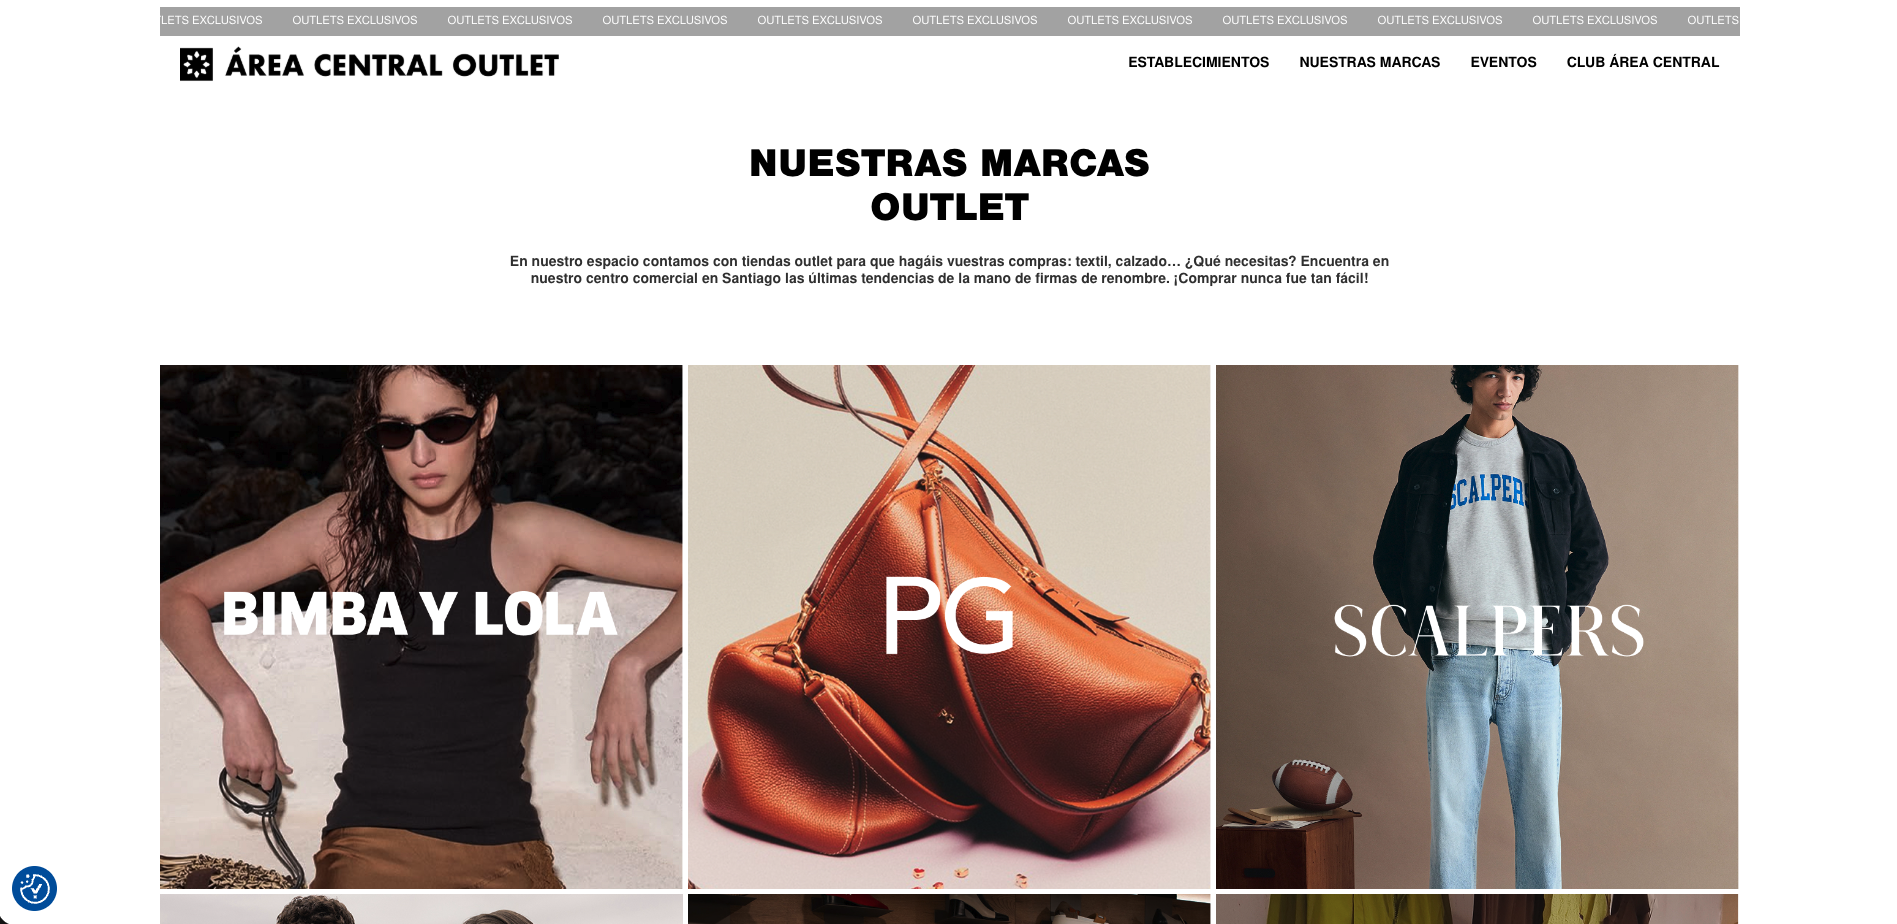 LETS EXCLUSIVOS OUTLETS EXCLUSIVOS OUTLETS EXCLUSIVOS OUTLETS EXCLUSIVOS OUTLETS EXCLUSIVOS OUTLETS EXCLUSIVOS OUTLETS EXCLUSIVOS OUTLETS EXCLUSIVOS OUTLETS EXCLUSIVOS OUTLETS EXCLUSIVOS OUTLETS
ÁREA CENTRAL OUTLET
ESTABLECIMIENTOS NUESTRAS MARCAS EVENTOS CLUB ÁREA CENTRAL
NUESTRAS MARCAS
OUTLET
En nuestro espacio contamos con tiendas outlet para que hagáis vuestras compras: textil, calzado… ¿Qué necesitas? Encuentra en
nuestro centro comercial en Santiago las últimas tendencias de la mano de firmas de renombre. ¡Comprar nunca fue tan fácil!
SCALPER
BIMBA Y LOLA
PG
SCALPERS